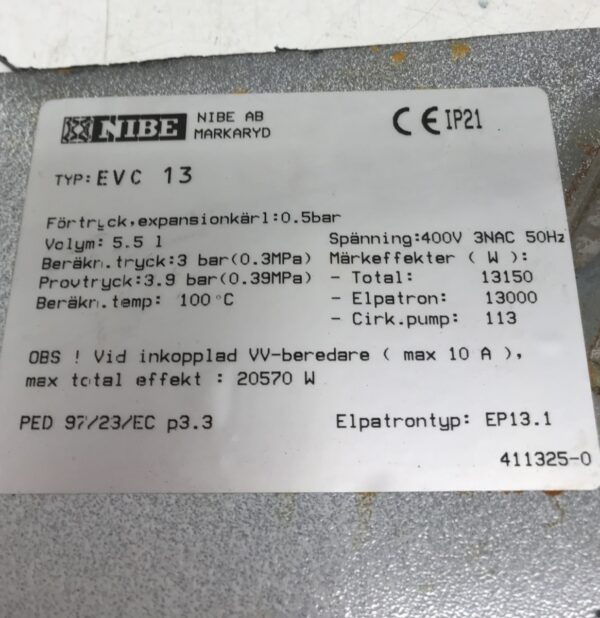 NIBE
NIBE AB
MARKARYD
CE IP21
TYP: EVC 13
Förtryck,expansionkärl:0.5bar
Volym: 5.5 l
Beräkn.tryck:3 bar(0.3MPa)
Provtryck:3.9 bar(0.39MPa)
Beräkn.temp: 100°C
Spänning:400V 3NAC 50Hz
Märkeffekter ( W ):
- Total: 13150
- Elpatron: 13000
- Cirk.pump: 113
OBS ! Vid inkopplad VV-beredare ( max 10 A ),
max total effekt : 20570 W
PED 97/23/EC p3.3
Elpatrontyp: EP13.1
411325-0